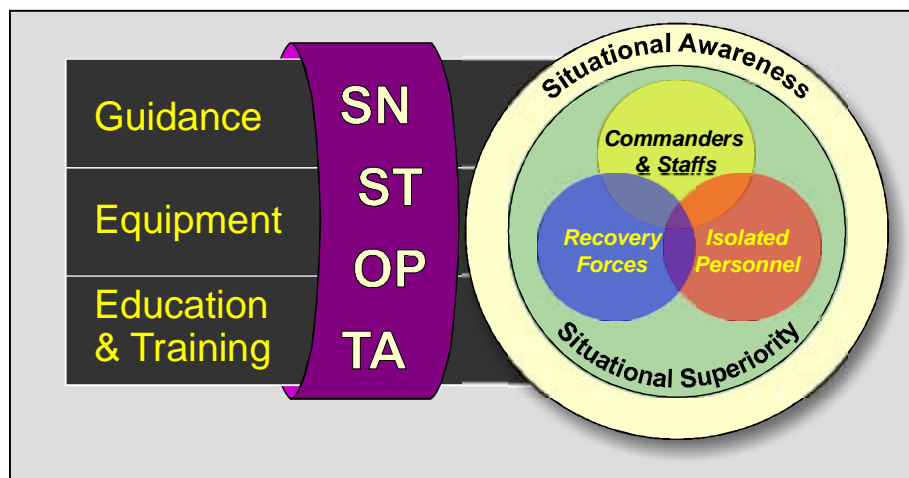 Guidance
Equipment
Education
& Training
SN
ST
OP
TA
Situational Awareness
Commanders
& Staffs
Recovery
Forces
Isolated
Personnel
Situational Superiority